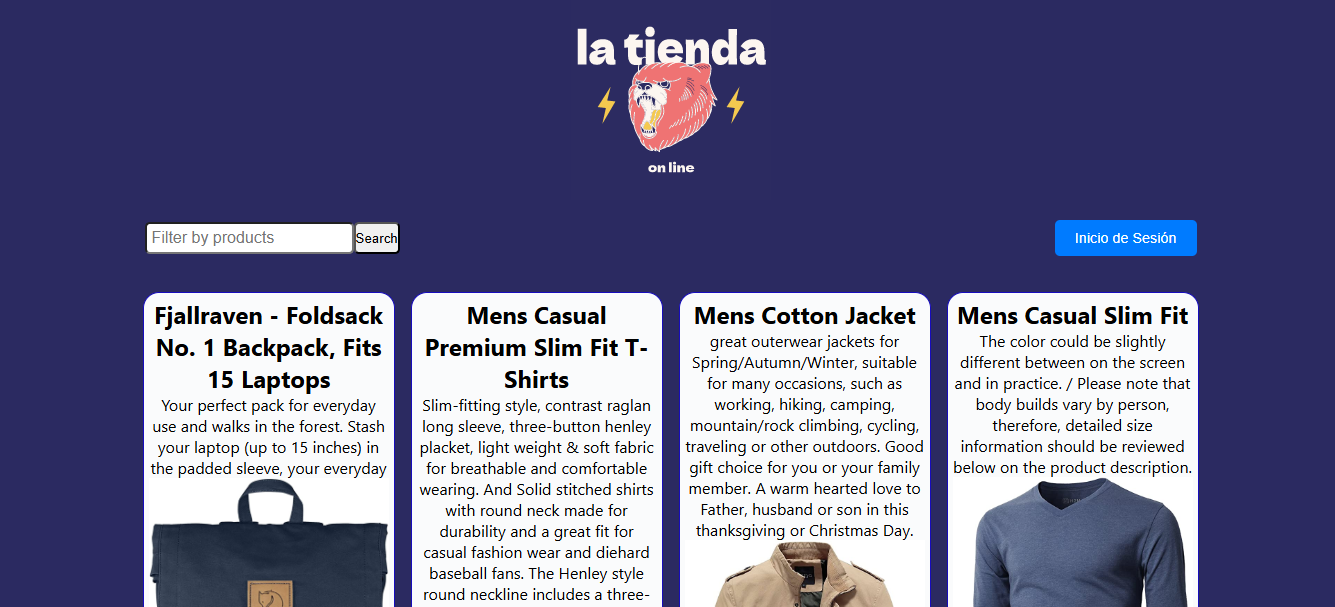 la tienda
on line
Filter by products
Search
Inicio de Sesión
Fjallraven - Foldsack
No. 1 Backpack, Fits
15 Laptops
Your perfect pack for everyday
use and walks in the forest. Stash
your laptop (up to 15 inches) in
the padded sleeve, your everyday
Mens Casual
Premium Slim Fit T-
Shirts
Slim-fitting style, contrast raglan
long sleeve, three-button henley
placket, light weight & soft fabric
for breathable and comfortable
wearing. And Solid stitched shirts
with round neck made for
durability and a great fit for
casual fashion wear and diehard
baseball fans. The Henley style
round neckline includes a three-
Mens Cotton Jacket
great outerwear jackets for
Spring/Autumn/Winter, suitable
for many occasions, such as
working, hiking, camping,
mountain/rock climbing, cycling,
traveling or other outdoors. Good
gift choice for you or your family
member. A warm hearted love to
Father, husband or son in this
thanksgiving or Christmas Day.
Mens Casual Slim Fit
The color could be slightly
different between on the screen
and in practice. / Please note that
body builds vary by person,
therefore, detailed size
information should be reviewed
below on the product description.